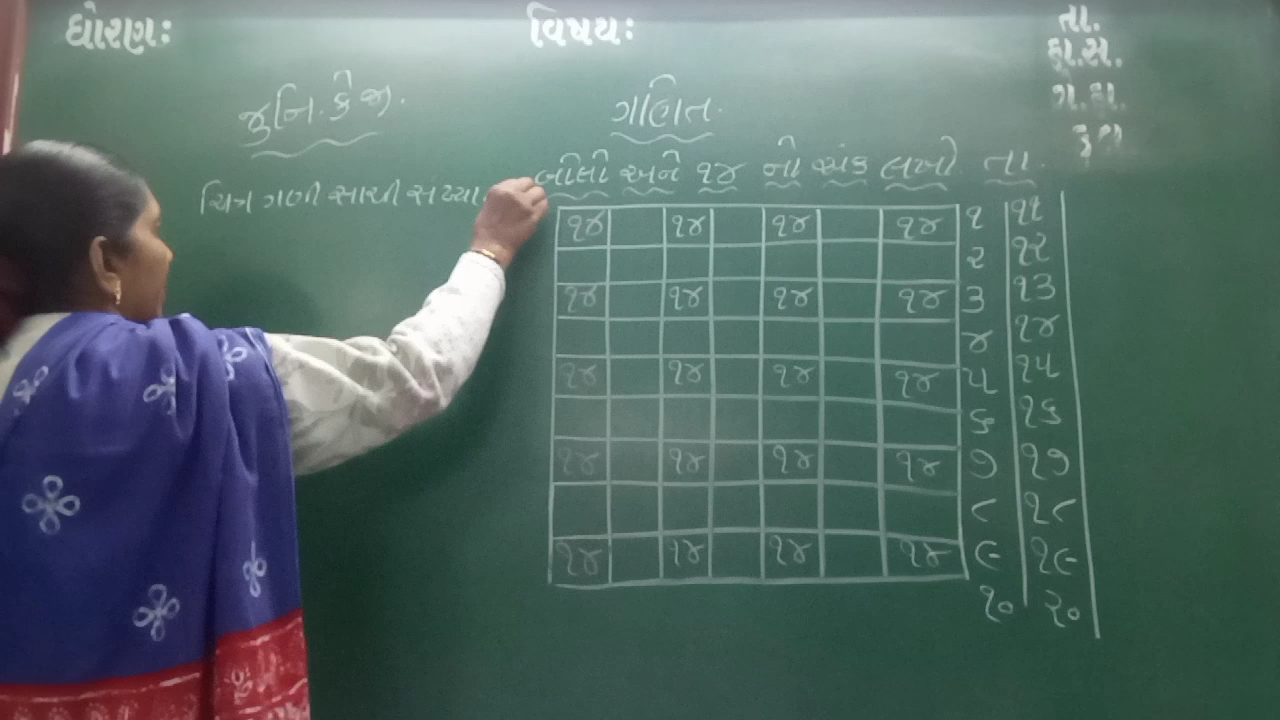 ધોરણઃ વિષયઃ તા.
હા.સ.
ગે.હા.
કુલ
જુનિ. કે.જી. ગણિત.
બોલો અને ૧૪ નો અંક લખો તા.
ચિત્ર ગણી સાચી સંખ્યા
૧૪ ૧૪ ૧૪ ૧૪ ૧ ૧૧
૨ ૧૨
૧૪ ૧૪ ૧૪ ૧૪ ૩ ૧૩
૪ ૧૪
૧૪ ૧૪ ૧૪ ૧૪ ૫ ૧૫
૬ ૧૬
૧૪ ૧૪ ૧૪ ૧૪ ૭ ૧૭
૮ ૧૮
૧૪ ૧૪ ૧૪ ૧૪ ૯ ૧૯
૧૦ ૨૦